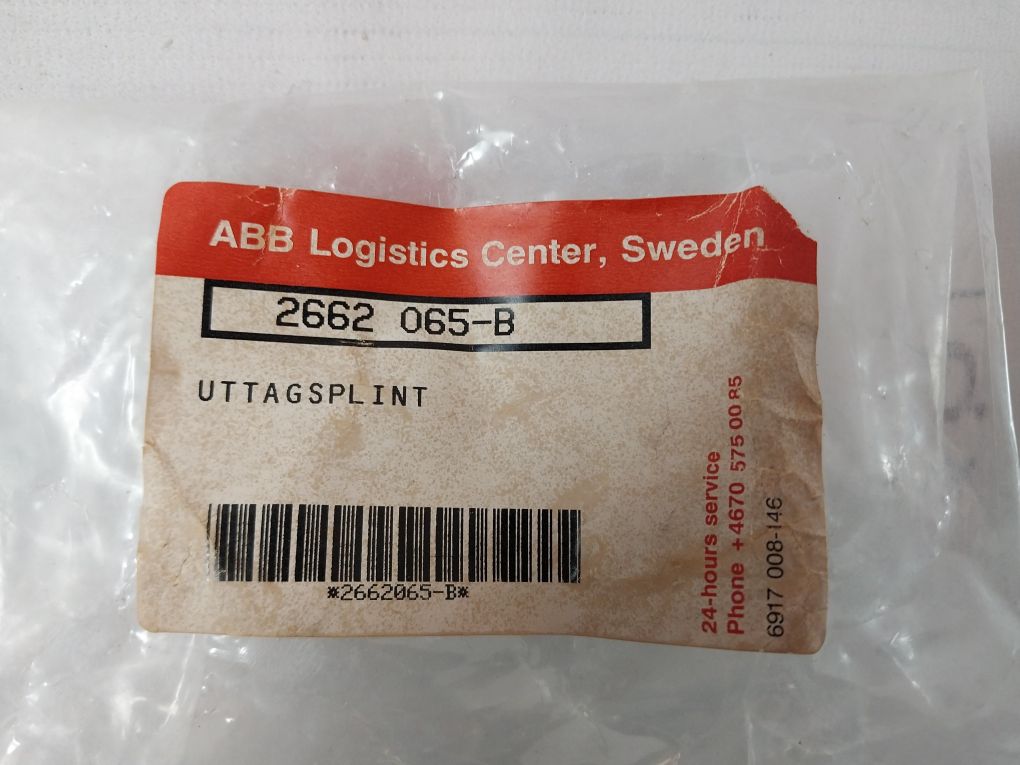 ABB Logistics Center, Sweden
2662 065-B
UTTAGSPLINT
*2662065-B*
24-hours service
Phone +4670 575 00 85
6917 008-146